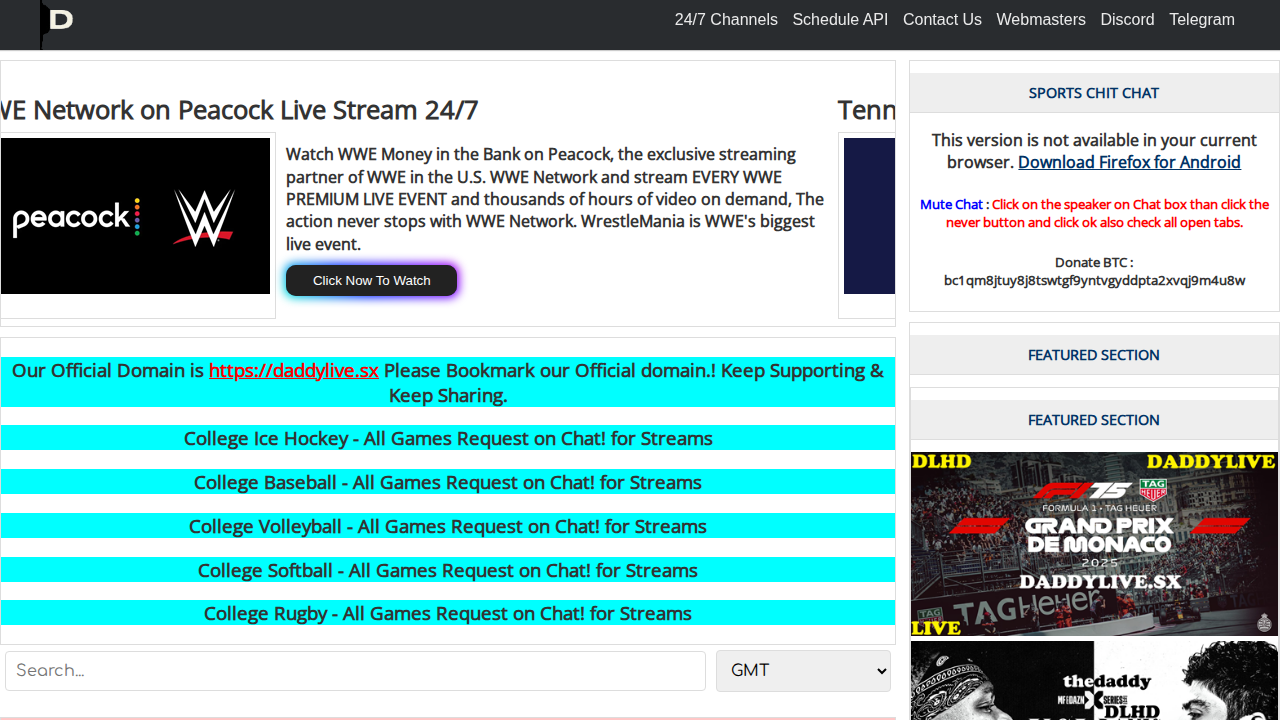 D
24/7 Channels Schedule API Contact Us Webmasters Discord Telegram
WE Network on Peacock Live Stream 24/7
Tenn
peacock
W
Watch WWE Money in the Bank on Peacock, the exclusive streaming
partner of WWE in the U.S. WWE Network and stream EVERY WWE
PREMIUM LIVE EVENT and thousands of hours of video on demand, The
action never stops with WWE Network. WrestleMania is WWE's biggest
live event.
Click Now To Watch
Our Official Domain is https://daddylive.sx Please Bookmark our Official domain.! Keep Supporting &
Keep Sharing.
College Ice Hockey - All Games Request on Chat! for Streams
College Baseball - All Games Request on Chat! for Streams
College Volleyball - All Games Request on Chat! for Streams
College Softball - All Games Request on Chat! for Streams
College Rugby - All Games Request on Chat! for Streams
Search...
GMT
SPORTS CHIT CHAT
This version is not available in your current
browser. Download Firefox for Android
Mute Chat : Click on the speaker on Chat box than click the
never button and click ok also check all open tabs.
Donate BTC :
bc1qm8jtuy8j8tswtgf9yntvgyddpta2xvqj9m4u8w
FEATURED SECTION
FEATURED SECTION
DLHD DADDYLIVE
F1 75 TAG HEUER
FORMULA 1 · TAG HEUER
GRAND PRIX
DE MONACO
2025
DADDYLIVE.SX
TAGHeuer
TAG HEUER
LIVE
thedaddy
MF DAZN X SERIES
DLHD